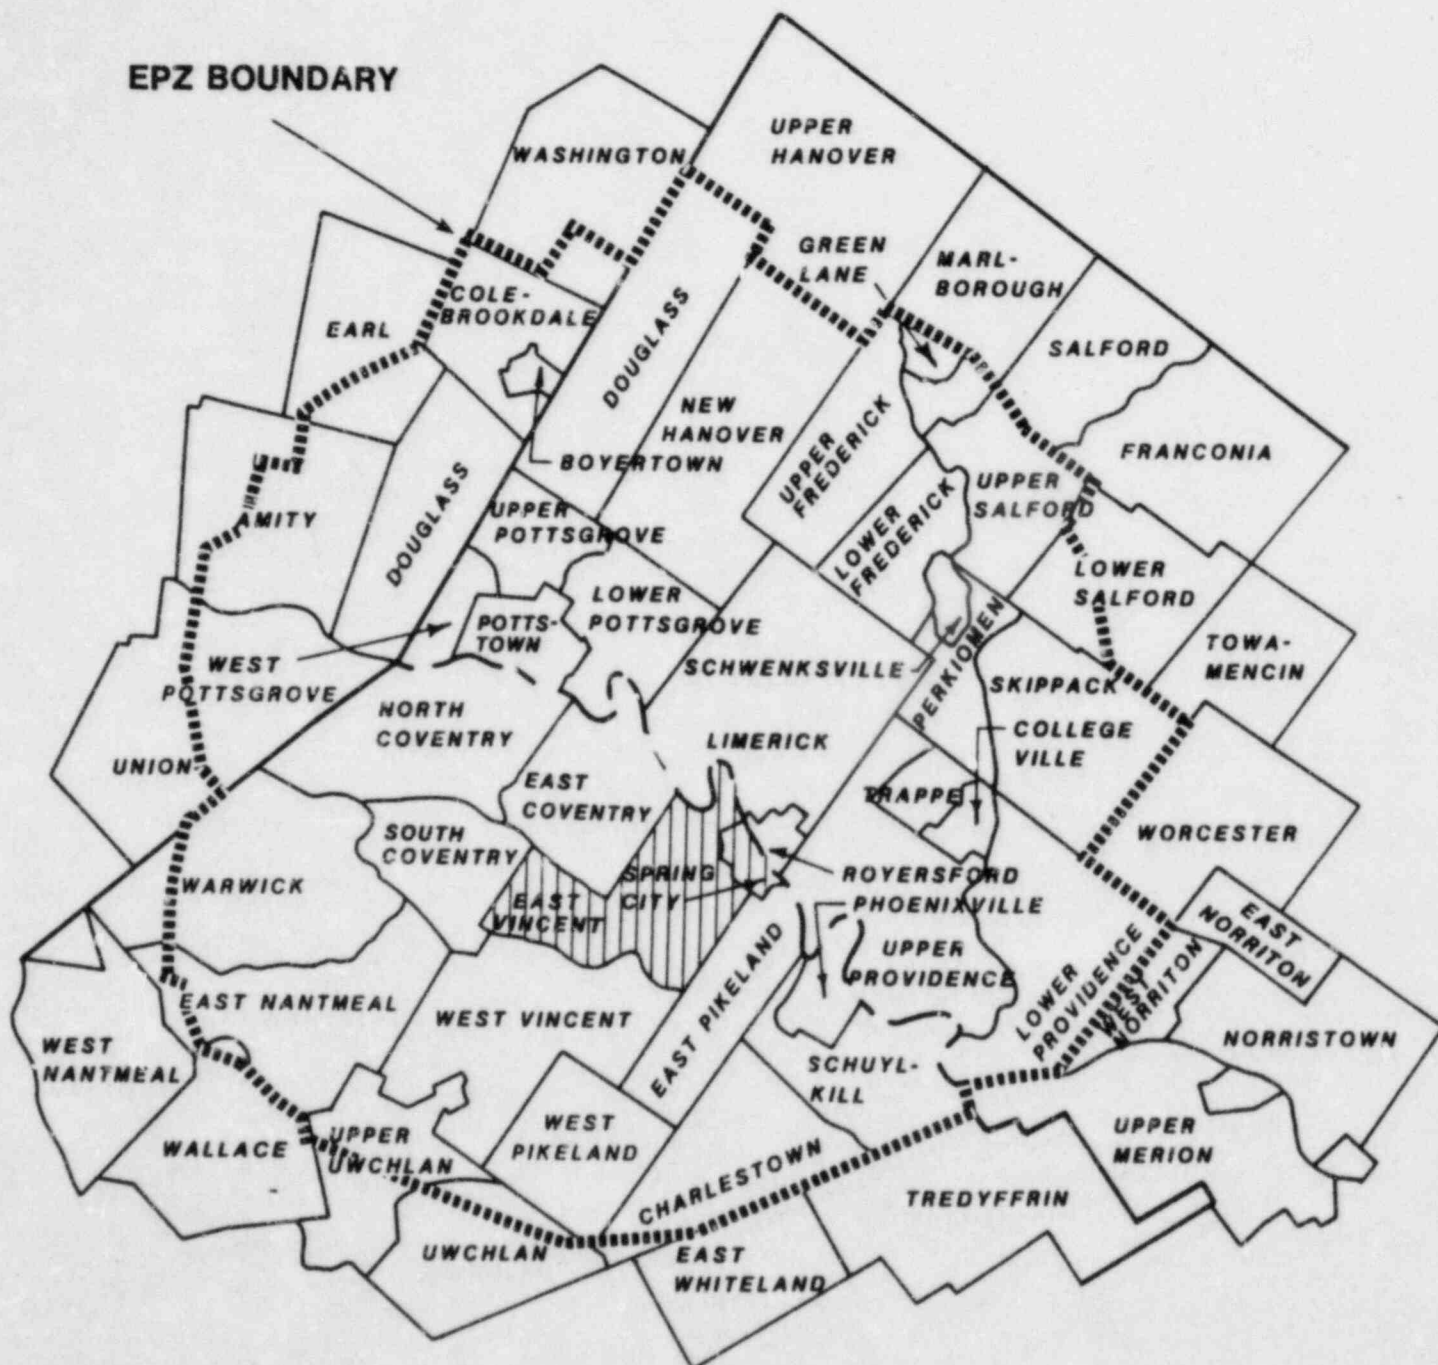 EPZ BOUNDARY
UPPER
HANOVER
WASHINGTON
GREEN
LANE
MARL-
BOROUGH
COLE-
BROOKDALE
EARL
DOUGLASS
SALFORD
NEW
HANOVER
UPPER
FREDERICK
FRANCONIA
BOYERTOWN
UPPER
SALFORD
AMITY
DOUGLASS
UPPER
POTTSGROVE
LOWER
FREDERICK
LOWER
SALFORD
LOWER
POTTSGROVE
POTTS-
TOWN
PERKIOMEN
TOWA-
MENCIN
WEST
POTTSGROVE
SCHWENKSVILLE
SKIPPACK
NORTH
COVENTRY
LIMERICK
COLLEGE
VILLE
UNION
EAST
COVENTRY
TRAPPE
SOUTH
COVENTRY
WORCESTER
WARWICK
SPRING
CITY
ROYERSFORD
PHOENIXVILLE
EAST
VINCENT
EAST
NORRITON
UPPER
PROVIDENCE
LOWER
PROVIDENCE
WEST
NORRITON
EAST NANTMEAL
WEST VINCENT
EAST PIKELAND
WEST
NANTMEAL
NORRISTOWN
SCHUYL-
KILL
WALLACE
UPPER
UWCHLAN
WEST
PIKELAND
UPPER
MERION
CHARLESTOWN
TREDYFFRIN
UWCHLAN
EAST
WHITELAND